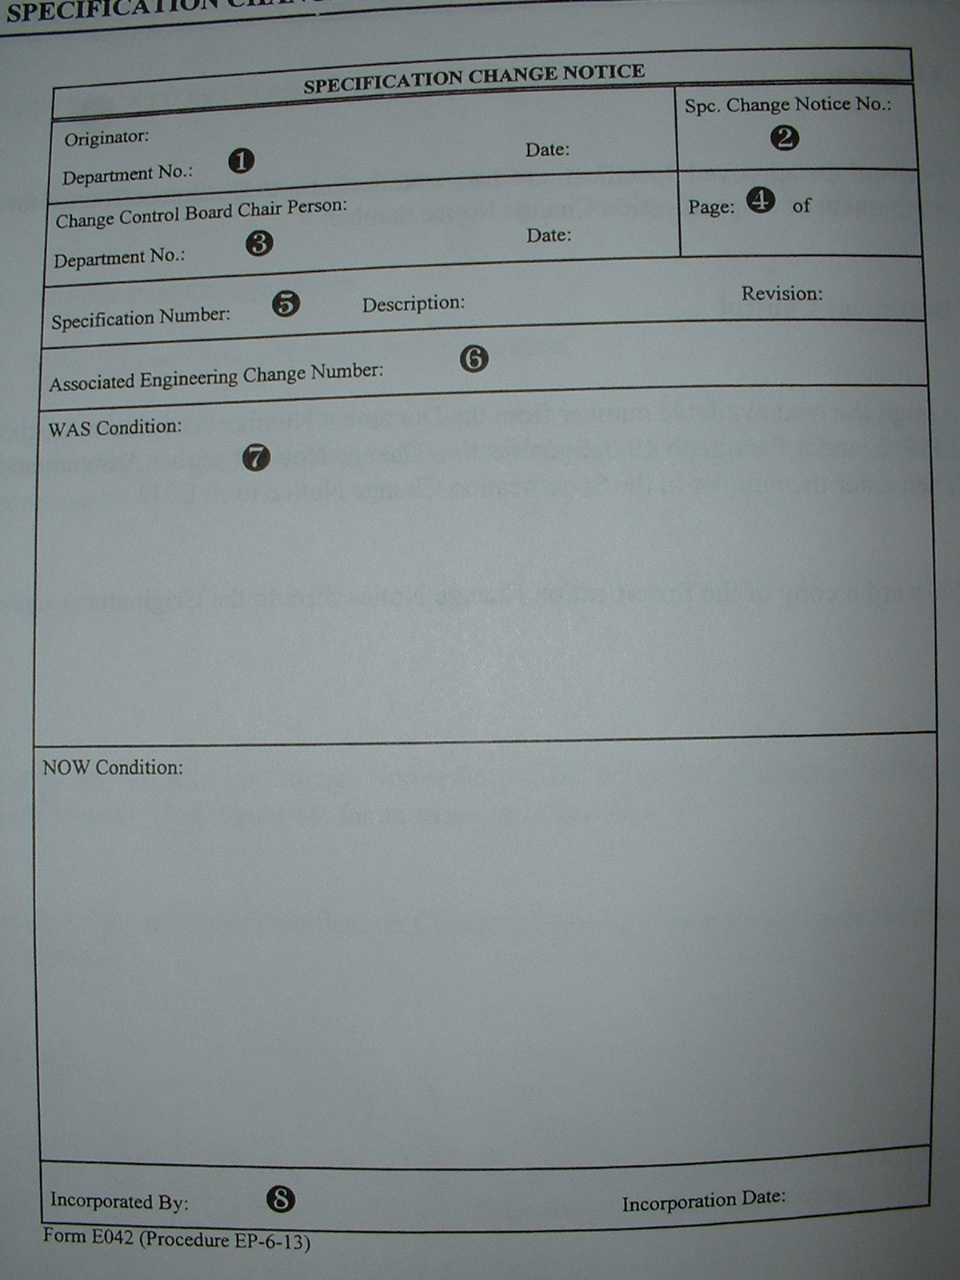 SPECIFICATION
SPECIFICATION CHANGE NOTICE
Originator:
Department No.: ❶ Date:
Spc. Change Notice No.:
❷
Change Control Board Chair Person:
Department No.: ❸ Date:
Page: ❹ of
Specification Number: ❺ Description: Revision:
Associated Engineering Change Number: ❻
WAS Condition:
❼
NOW Condition:
Incorporated By: ❽ Incorporation Date:
Form E042 (Procedure EP-6-13)